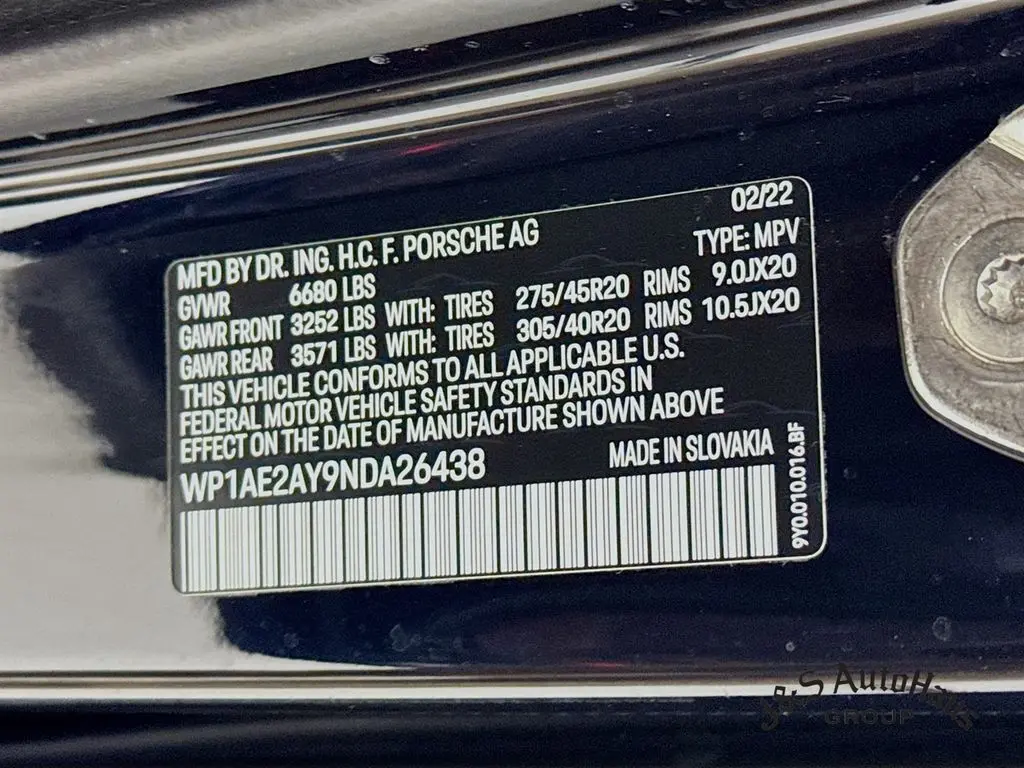 02/22
MFD BY DR. ING. H.C. F. PORSCHE AG
TYPE: MPV
GVWR 6680 LBS
GAWR FRONT 3252 LBS WITH: TIRES 275/45R20 RIMS 9.0JX20
GAWR REAR 3571 LBS WITH: TIRES 305/40R20 RIMS 10.5JX20
THIS VEHICLE CONFORMS TO ALL APPLICABLE U.S.
FEDERAL MOTOR VEHICLE SAFETY STANDARDS IN
EFFECT ON THE DATE OF MANUFACTURE SHOWN ABOVE
WP1AE2AY9NDA26438 MADE IN SLOVAKIA
9Y0.010.016.BF
GROUP